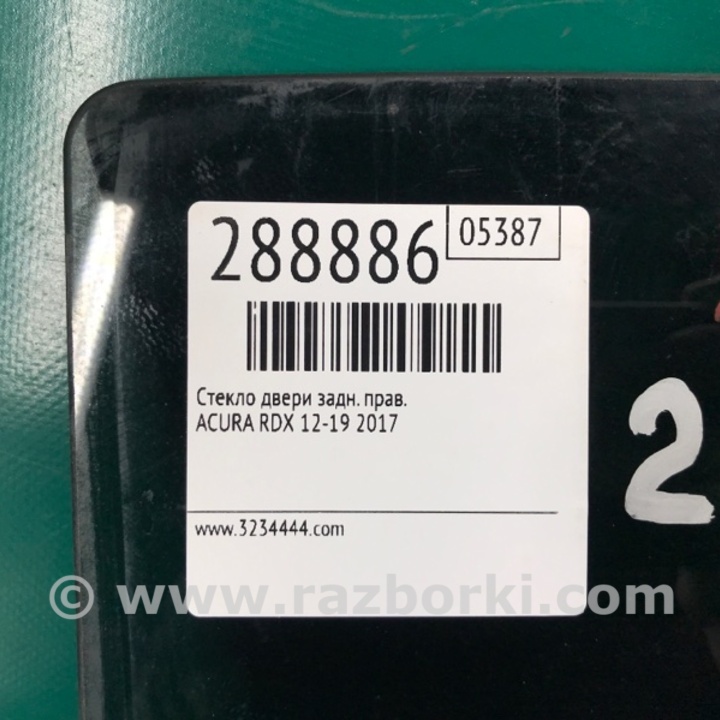 288886
05387
Стекло двери задн. прав.
ACURA RDX 12-19 2017
www.3234444.com
© www.razborki.com
2